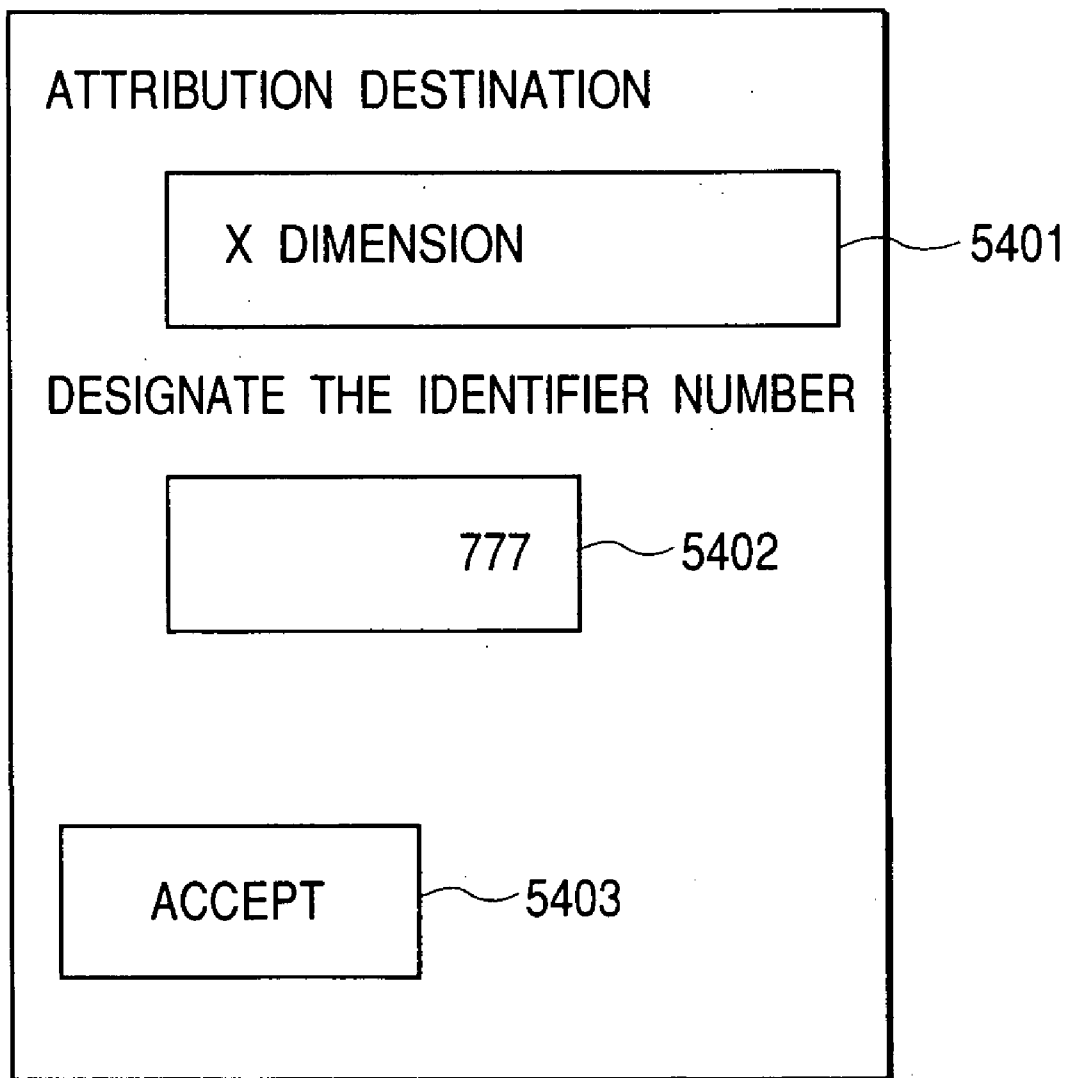 ATTRIBUTION DESTINATION
X DIMENSION
5401
DESIGNATE THE IDENTIFIER NUMBER
777
5402
ACCEPT
5403